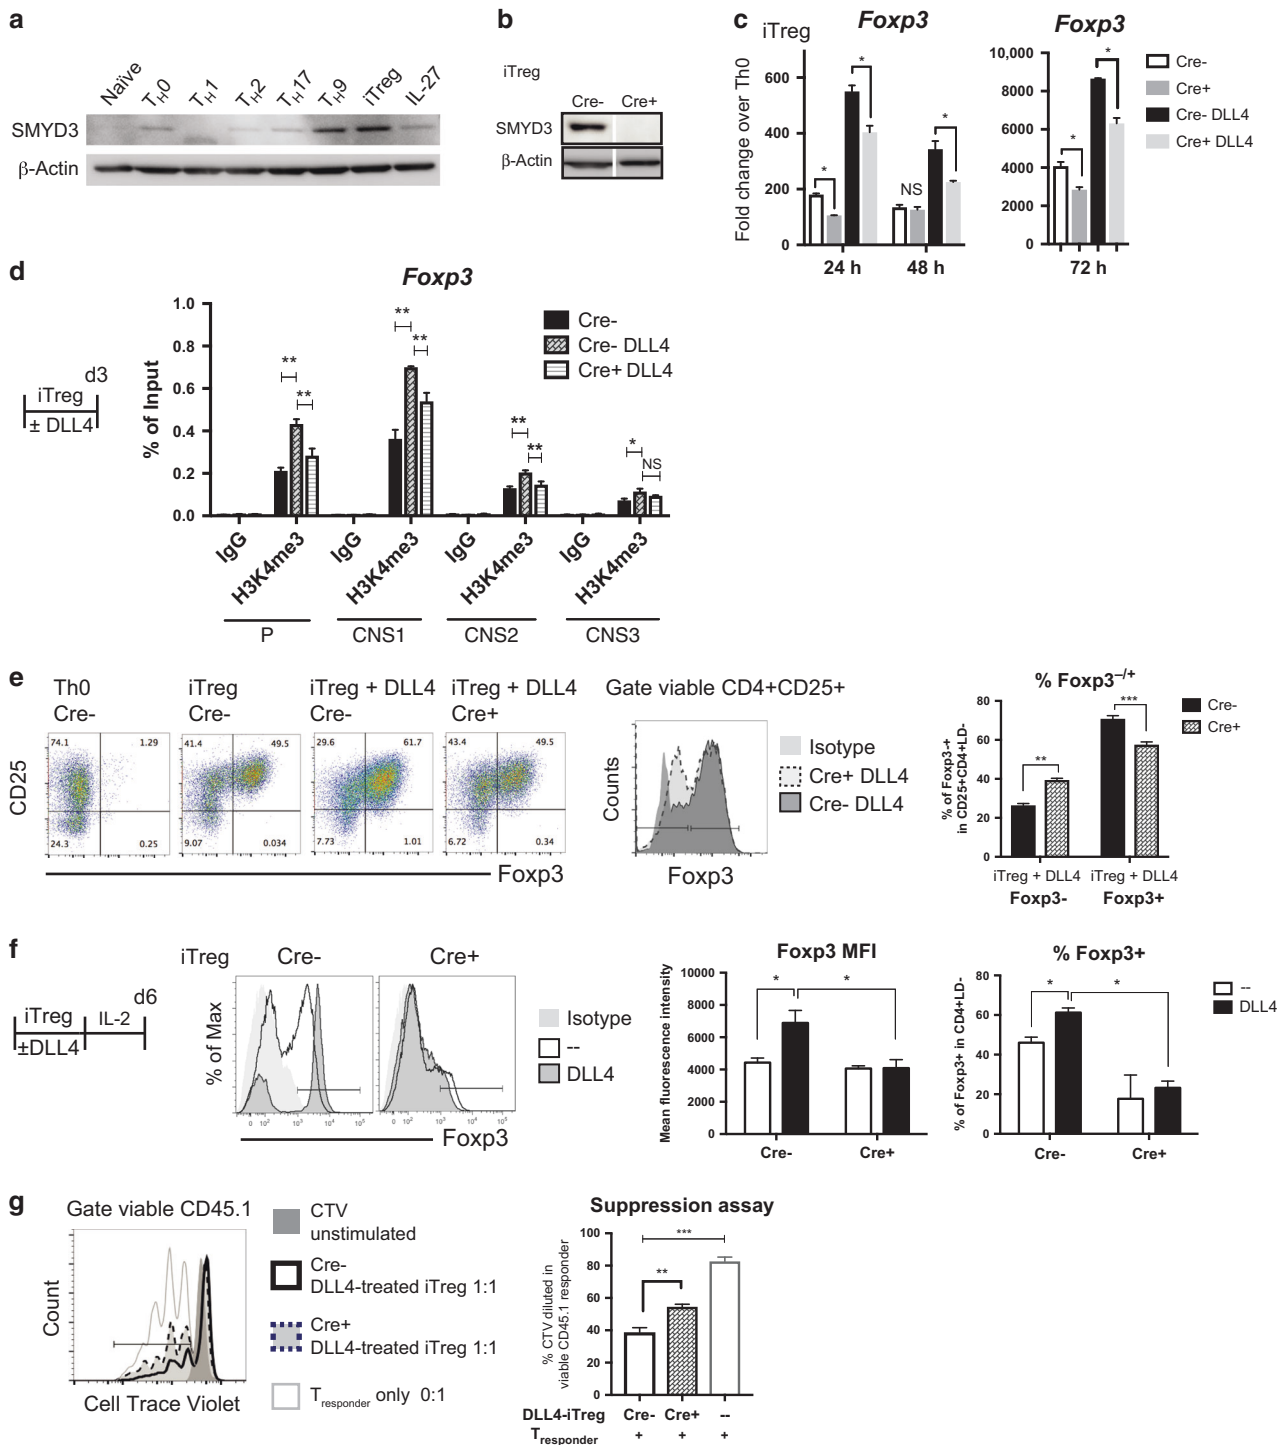 a
Naïve
TH0
TH1
TH2
TH17
TH9
iTreg
IL-27
SMYD3
β-Actin
b
iTreg
Cre- Cre+
SMYD3
β-Actin
c
iTreg
Foxp3
Fold change over Th0
600
400
200
0
* * NS *
24 h 48 h
Foxp3
10,000
8000
6000
4000
2000
0
* *
72 h
Cre-
Cre+
Cre- DLL4
Cre+ DLL4
d
iTreg
d3
± DLL4
Foxp3
% of Input
1.0
0.8
0.6
0.4
0.2
0.0
** ** ** ** ** ** * NS
Cre-
Cre- DLL4
Cre+ DLL4
IgG H3K4me3 IgG H3K4me3 IgG H3K4me3 IgG H3K4me3
P CNS1 CNS2 CNS3
e
Th0 iTreg iTreg + DLL4 iTreg + DLL4
Cre- Cre- Cre- Cre+
CD25
74.1 1.29 41.4 49.5 29.6 61.7 43.4 49.5
24.3 0.25 9.07 0.034 7.73 1.01 6.72 0.34
Foxp3
Gate viable CD4+CD25+
Counts
Foxp3
Isotype
Cre+ DLL4
Cre- DLL4
% Foxp3–/+
% of Foxp3-+
in CD25+CD4+LD-
80
60
40
20
0
** ***
iTreg + DLL4 iTreg + DLL4
Foxp3- Foxp3+
Cre-
Cre+
f
iTreg IL-2
d6
±DLL4
iTreg Cre- Cre+
% of Max
0 10² 10³ 10⁴ 10⁵ 0 10² 10³ 10⁴ 10⁵
Foxp3
Isotype
--
DLL4
Foxp3 MFI
Mean fluorescence intensity
10000
8000
6000
4000
2000
0
* *
Cre- Cre+
% Foxp3+
% of Foxp3+ in CD4+LD-
80
60
40
20
0
* *
Cre- Cre+
--
DLL4
g
Gate viable CD45.1
Count
Cell Trace Violet
CTV
unstimulated
Cre-
DLL4-treated iTreg 1:1
Cre+
DLL4-treated iTreg 1:1
Tresponder only 0:1
Suppression assay
% CTV diluted in
viable CD45.1 responder
100
80
60
40
20
0
*** **
DLL4-iTreg Cre- Cre+ --
Tresponder + + +